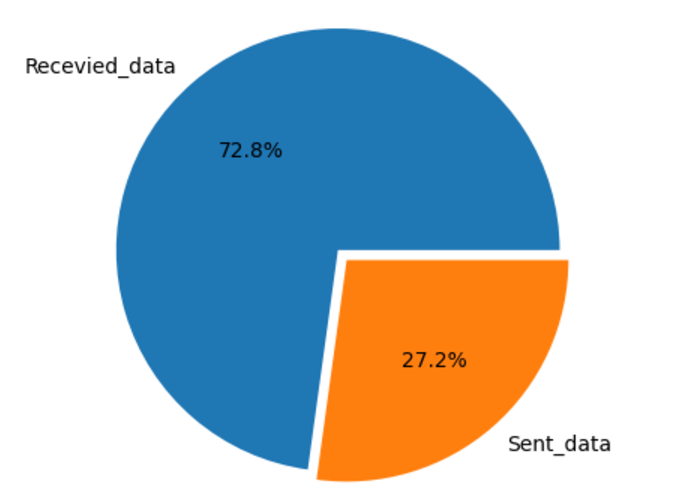 Recevied_data
72.8%
27.2%
Sent_data